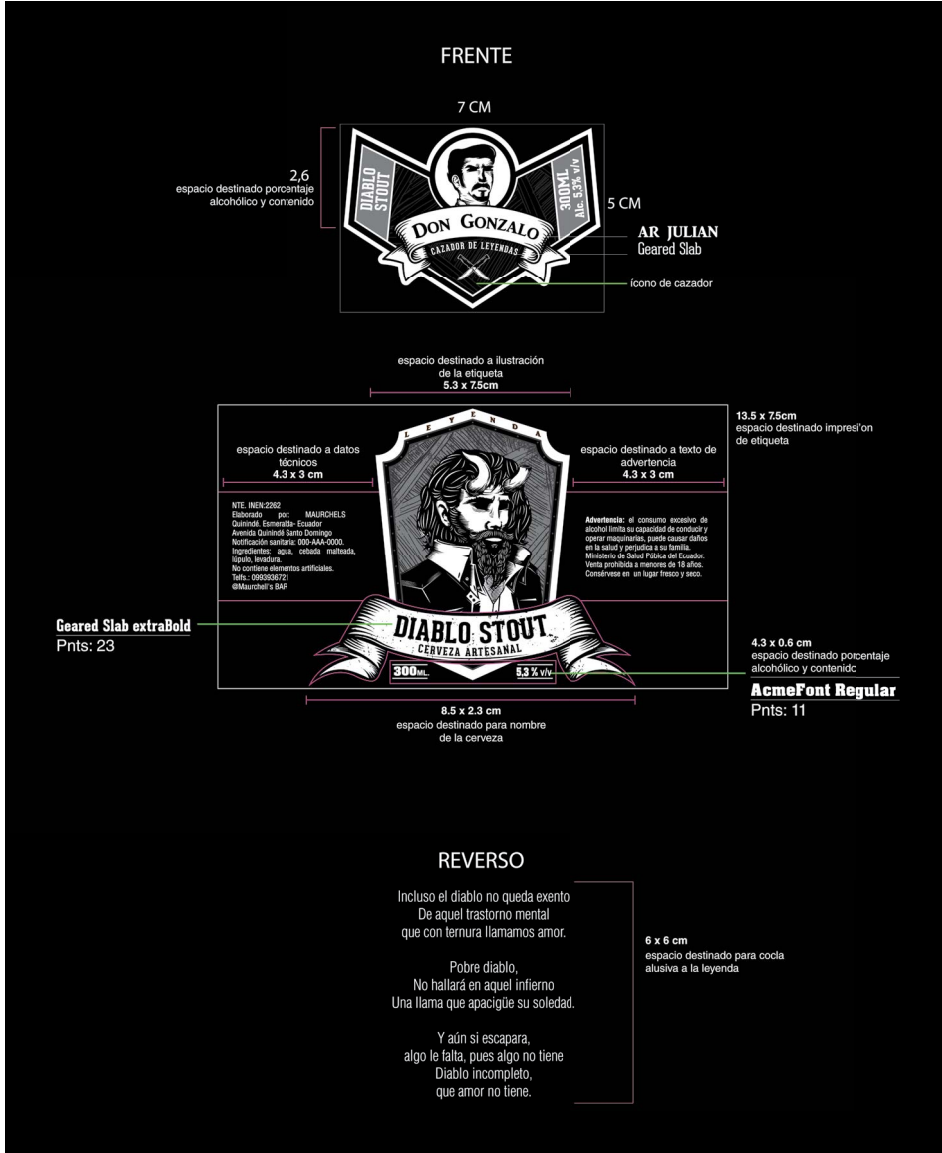 FRENTE
7 CM
2,6
espacio destinado porcentaje
alcohólico y contenido
DIABLO
STOUT
300ML
Alc. 5,3% v/v
5 CM
DON GONZALO
CAZADOR DE LEYENDAS
AR JULIAN
Geared Slab
ícono de cazador
espacio destinado a ilustración
de la etiqueta
5.3 x 7.5cm
13.5 x 7.5cm
espacio destinado impresi'on
de etiqueta
LEYENDA
espacio destinado a datos
técnicos
4.3 x 3 cm
espacio destinado a texto de
advertencia
4.3 x 3 cm
NTE. INEN:2262
Elaborado por: MAURCHELS
Quinindé. Esmeralda- Ecuador
Avenida Quinindé Santo Domingo
Notificación sanitaria: 000-AAA-0000.
Ingredientes: agua, cebada malteada,
lúpulo, levadura.
No contiene elementos artificiales.
Telfs.: 099393672
@Maurchell's BAR
Advertencia: el consumo excesivo de
alcohol limita su capacidad de conducir y
operar maquinarias, puede causar daños
en la salud y perjudica a su familia.
Ministerio de Salud Pública del Ecuador.
Venta prohibida a menores de 18 años.
Consérvese en un lugar fresco y seco.
Geared Slab extraBold
Pnts: 23
DIABLO STOUT
CERVEZA ARTESANAL
300ML.
5,3 % v/v
4.3 x 0.6 cm
espacio destinado porcentaje
alcohólico y contenido
AcmeFont Regular
Pnts: 11
8.5 x 2.3 cm
espacio destinado para nombre
de la cerveza
REVERSO
Incluso el diablo no queda exento
De aquel trastorno mental
que con ternura llamamos amor.
Pobre diablo,
No hallará en aquel infierno
Una llama que apacigüe su soledad.
Y aún si escapara,
algo le falta, pues algo no tiene
Diablo incompleto,
que amor no tiene.
6 x 6 cm
espacio destinado para cocla
alusiva a la leyenda